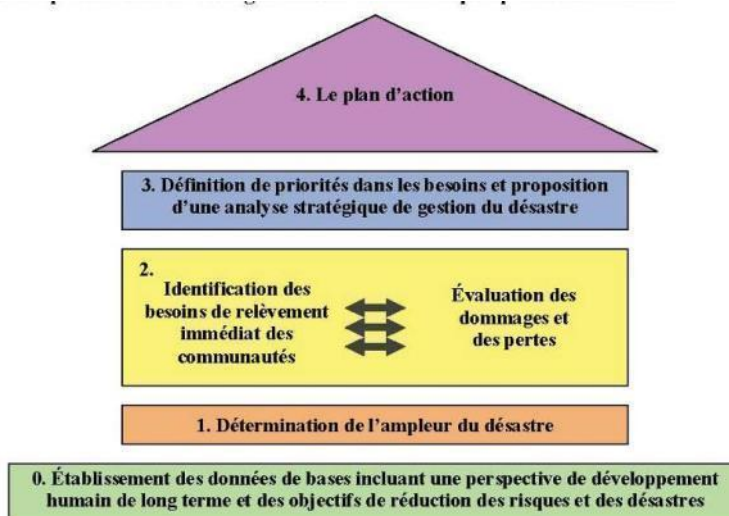 4. Le plan d'action
3. Définition de priorités dans les besoins et proposition
d'une analyse stratégique de gestion du désastre
2.
Identification des
besoins de relèvement
immédiat des
communautés
Évaluation des
dommages et
des pertes
1. Détermination de l'ampleur du désastre
0. Établissement des données de bases incluant une perspective de développement
humain de long terme et des objectifs de réduction des risques et des désastres